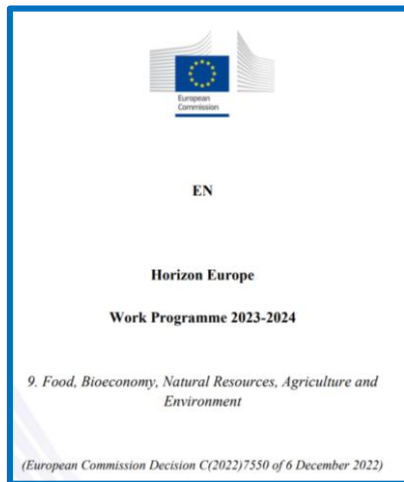 European
Commission
EN
Horizon Europe
Work Programme 2023-2024
9. Food, Bioeconomy, Natural Resources, Agriculture and
Environment
(European Commission Decision C(2022)7550 of 6 December 2022)